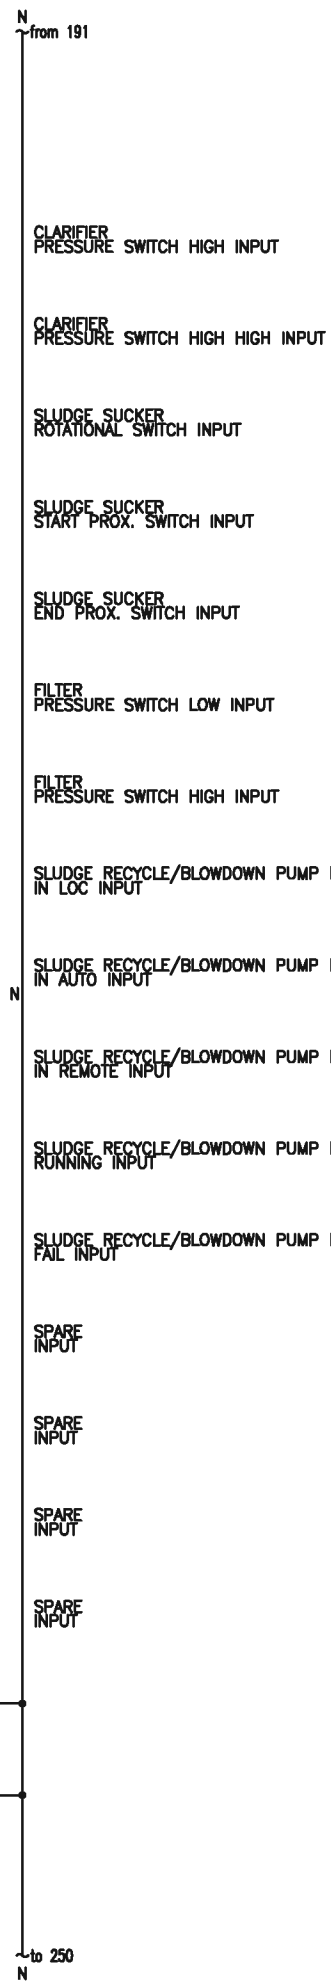 N
from 191
CLARIFIER
PRESSURE SWITCH HIGH INPUT
CLARIFIER
PRESSURE SWITCH HIGH HIGH INPUT
SLUDGE SUCKER
ROTATIONAL SWITCH INPUT
SLUDGE SUCKER
START PROX. SWITCH INPUT
SLUDGE SUCKER
END PROX. SWITCH INPUT
FILTER
PRESSURE SWITCH LOW INPUT
FILTER
PRESSURE SWITCH HIGH INPUT
SLUDGE RECYCLE/BLOWDOWN PUMP
IN LOC INPUT
SLUDGE RECYCLE/BLOWDOWN PUMP
IN AUTO INPUT
N
SLUDGE RECYCLE/BLOWDOWN PUMP
IN REMOTE INPUT
SLUDGE RECYCLE/BLOWDOWN PUMP
RUNNING INPUT
SLUDGE RECYCLE/BLOWDOWN PUMP
FAIL INPUT
SPARE
INPUT
SPARE
INPUT
SPARE
INPUT
SPARE
INPUT
to 250
N